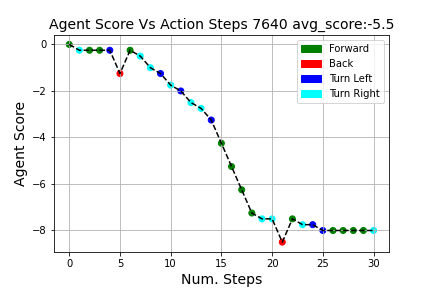 Agent Score Vs Action Steps 7640 avg_score:-5.5
Agent Score
0
−2
−4
−6
−8
Forward
Back
Turn Left
Turn Right
0 5 10 15 20 25 30
Num. Steps